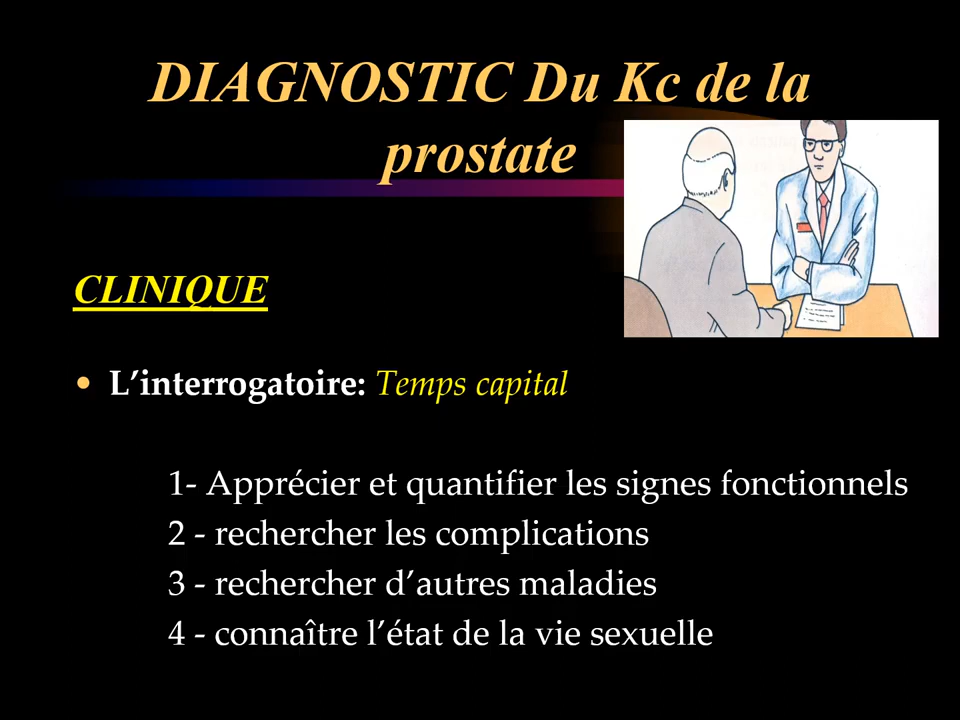 DIAGNOSTIC Du Kc de la
prostate
CLINIQUE
• L’interrogatoire: Temps capital
1- Apprécier et quantifier les signes fonctionnels
2 - rechercher les complications
3 - rechercher d’autres maladies
4 - connaître l’état de la vie sexuelle